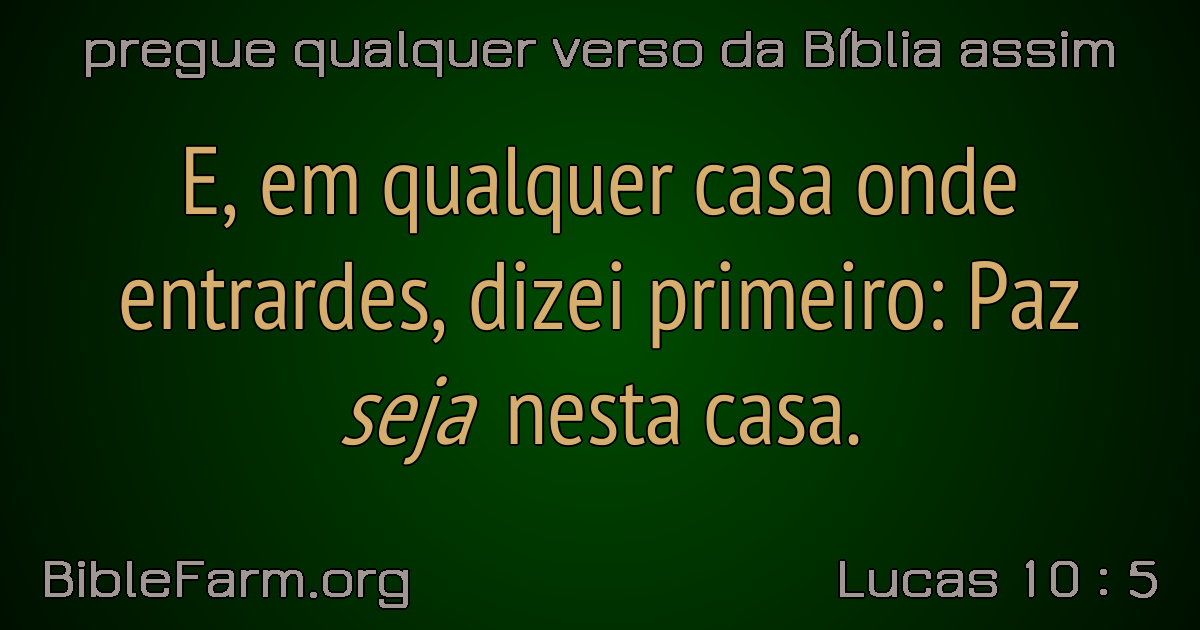 pregue qualquer verso da Bíblia assim
E, em qualquer casa onde
entrardes, dizei primeiro: Paz
seja nesta casa.
BibleFarm.org
Lucas 10 : 5